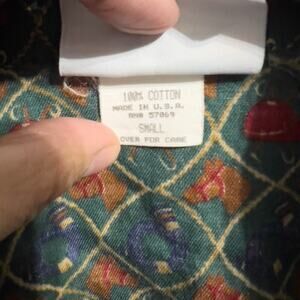 100% COTTON
MADE IN U.S.A.
RN# 57069
SMALL
OVER FOR CARE